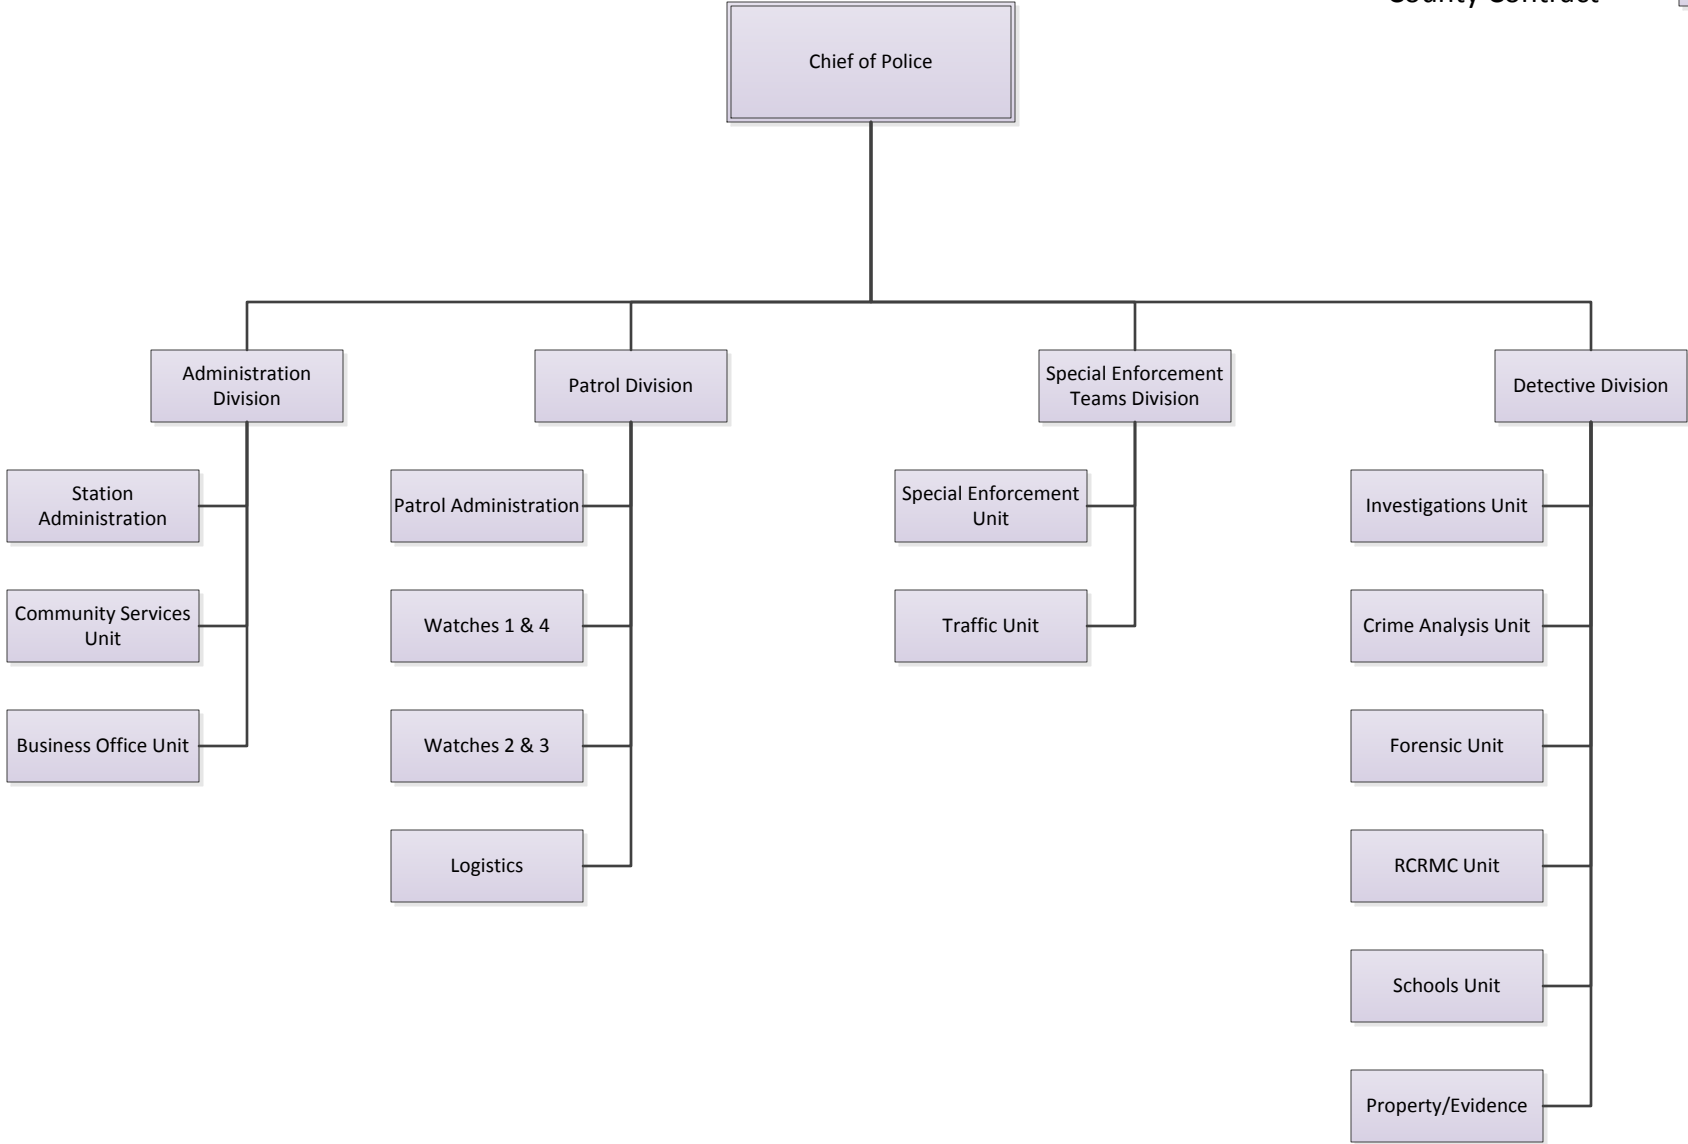 County Contract
Chief of Police
Administration
Division
Patrol Division
Special Enforcement
Teams Division
Detective Division
Station
Administration
Patrol Administration
Special Enforcement
Unit
Investigations Unit
Community Services
Unit
Watches 1 & 4
Traffic Unit
Crime Analysis Unit
Business Office Unit
Watches 2 & 3
Forensic Unit
Logistics
RCRMC Unit
Schools Unit
Property/Evidence